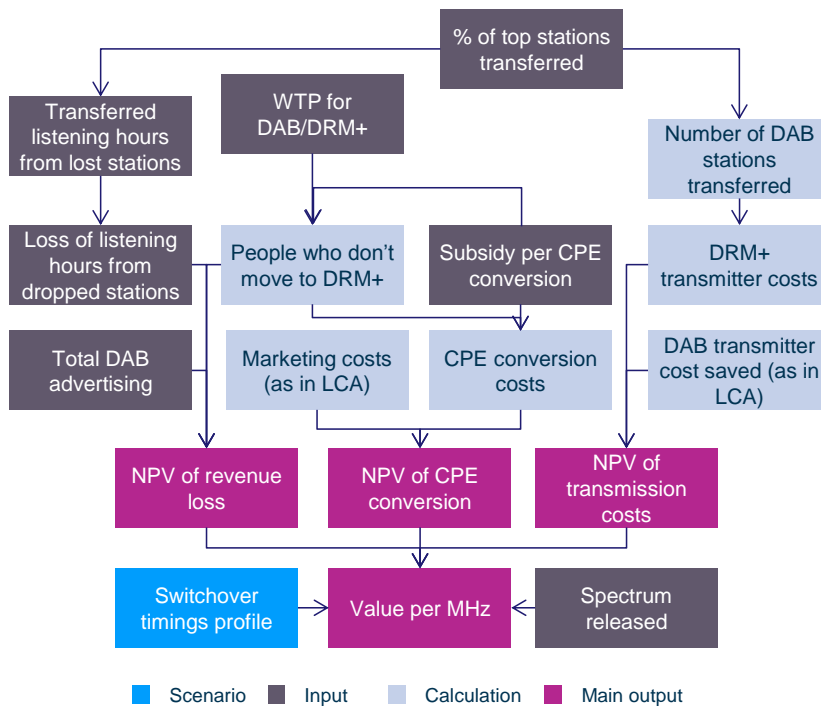 % of top stations
transferred
Transferred
listening hours
from lost stations
WTP for
DAB/DRM+
Number of DAB
stations
transferred
Loss of listening
hours from
dropped stations
People who don't
move to DRM+
Subsidy per CPE
conversion
DRM+
transmitter costs
Total DAB
advertising
Marketing costs
(as in LCA)
CPE conversion
costs
DAB transmitter
cost saved (as in
LCA)
NPV of revenue
loss
NPV of CPE
conversion
NPV of
transmission
costs
Switchover
timings profile
Value per MHz
Spectrum
released
Scenario
Input
Calculation
Main output